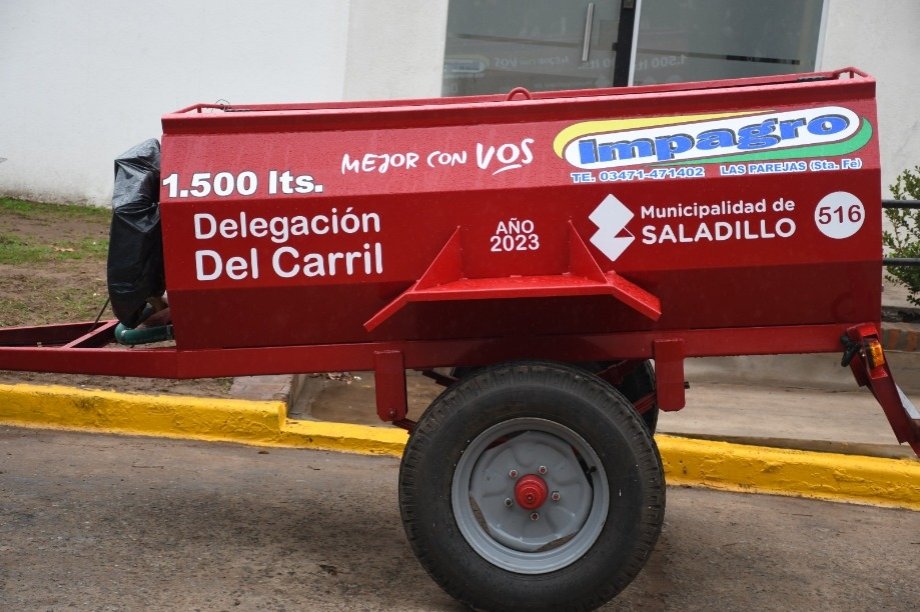 MEJOR CON VOS
Impagro
TE. 03471-471402 LAS PAREJAS (Sta. Fe)
1.500 lts.
Delegación
Del Carril
AÑO
2023
Municipalidad de
SALADILLO
516